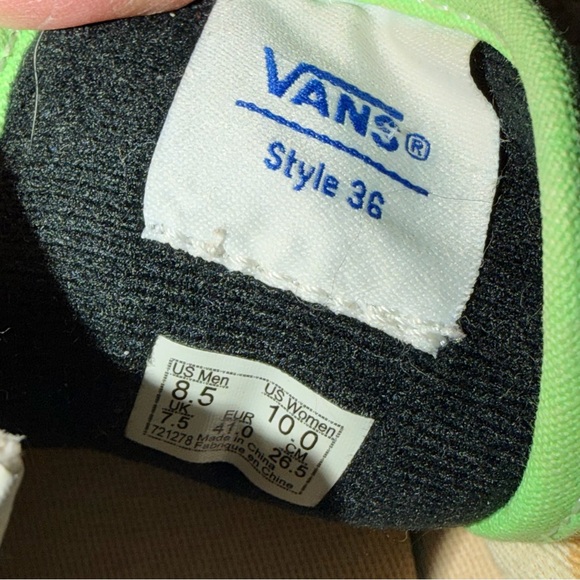 VANS®
Style 36
US Men US Women
8.5 10.0
UK EUR CM
7.5 41.0 26.5
721278 Made in China
Fabriqué en Chine